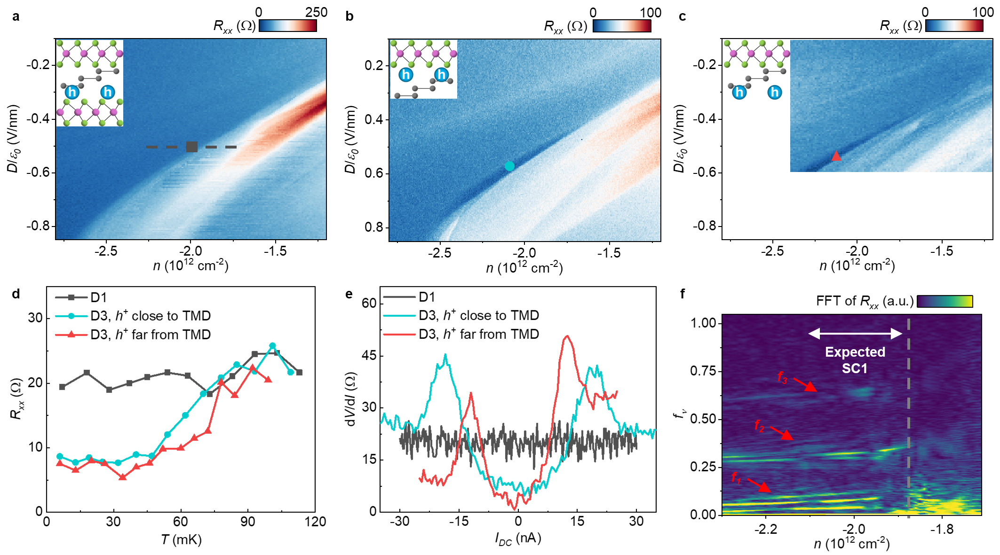 a
0 250
Rxx (Ω)
-0.2
-0.4
-0.6
-0.8
D/ε0 (V/nm)
h h
-2.5 -2.0 -1.5
n (10^12 cm^-2)
b
0 100
Rxx (Ω)
0.2
0.4
0.6
0.8
D/ε0 (V/nm)
h h
-2.5 -2.0 -1.5
n (10^12 cm^-2)
c
0 100
Rxx (Ω)
-0.2
-0.4
-0.6
-0.8
D/ε0 (V/nm)
h h
-2.5 -2.0 -1.5
n (10^12 cm^-2)
d
D1
D3, h+ close to TMD
D3, h+ far from TMD
30
20
10
0
Rxx (Ω)
0 30 60 90 120
T (mK)
e
D1
D3, h+ close to TMD
D3, h+ far from TMD
60
45
30
15
0
dV/dI (Ω)
-30 -15 0 15 30
IDC (nA)
f
FFT of Rxx (a.u.)
1.00
0.75
0.50
0.25
0.00
fν
Expected
SC1
f3
f2
f1
-2.2 -2.0 -1.8
n (10^12 cm^-2)